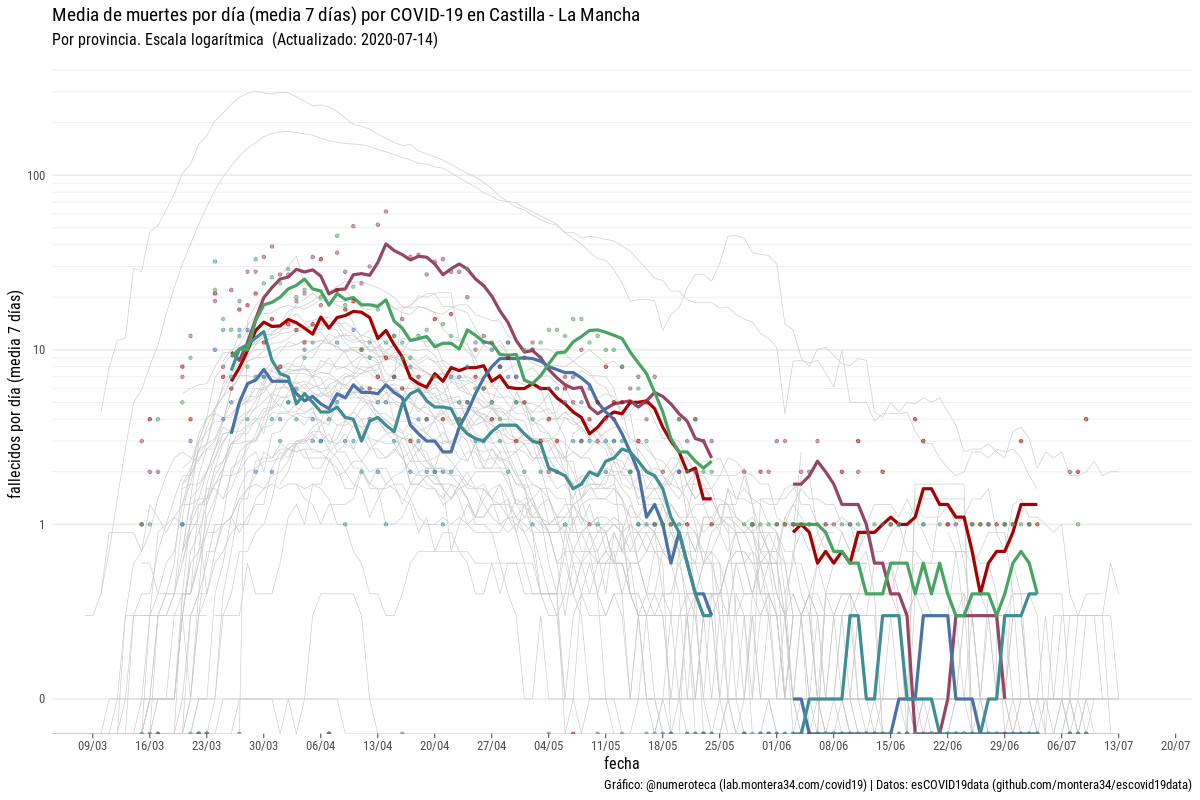 Media de muertes por día (media 7 días) por COVID-19 en Castilla - La Mancha
Por provincia. Escala logarítmica (Actualizado: 2020-07-14)
fallecidos por día (media 7 días)
100
10
1
0
09/03 16/03 23/03 30/03 06/04 13/04 20/04 27/04 04/05 11/05 18/05 25/05 01/06 08/06 15/06 22/06 29/06 06/07 13/07 20/07
fecha
Gráfico: @numeroteca (lab.montera34.com/covid19) | Datos: esCOVID19data (github.com/montera34/escovid19data)